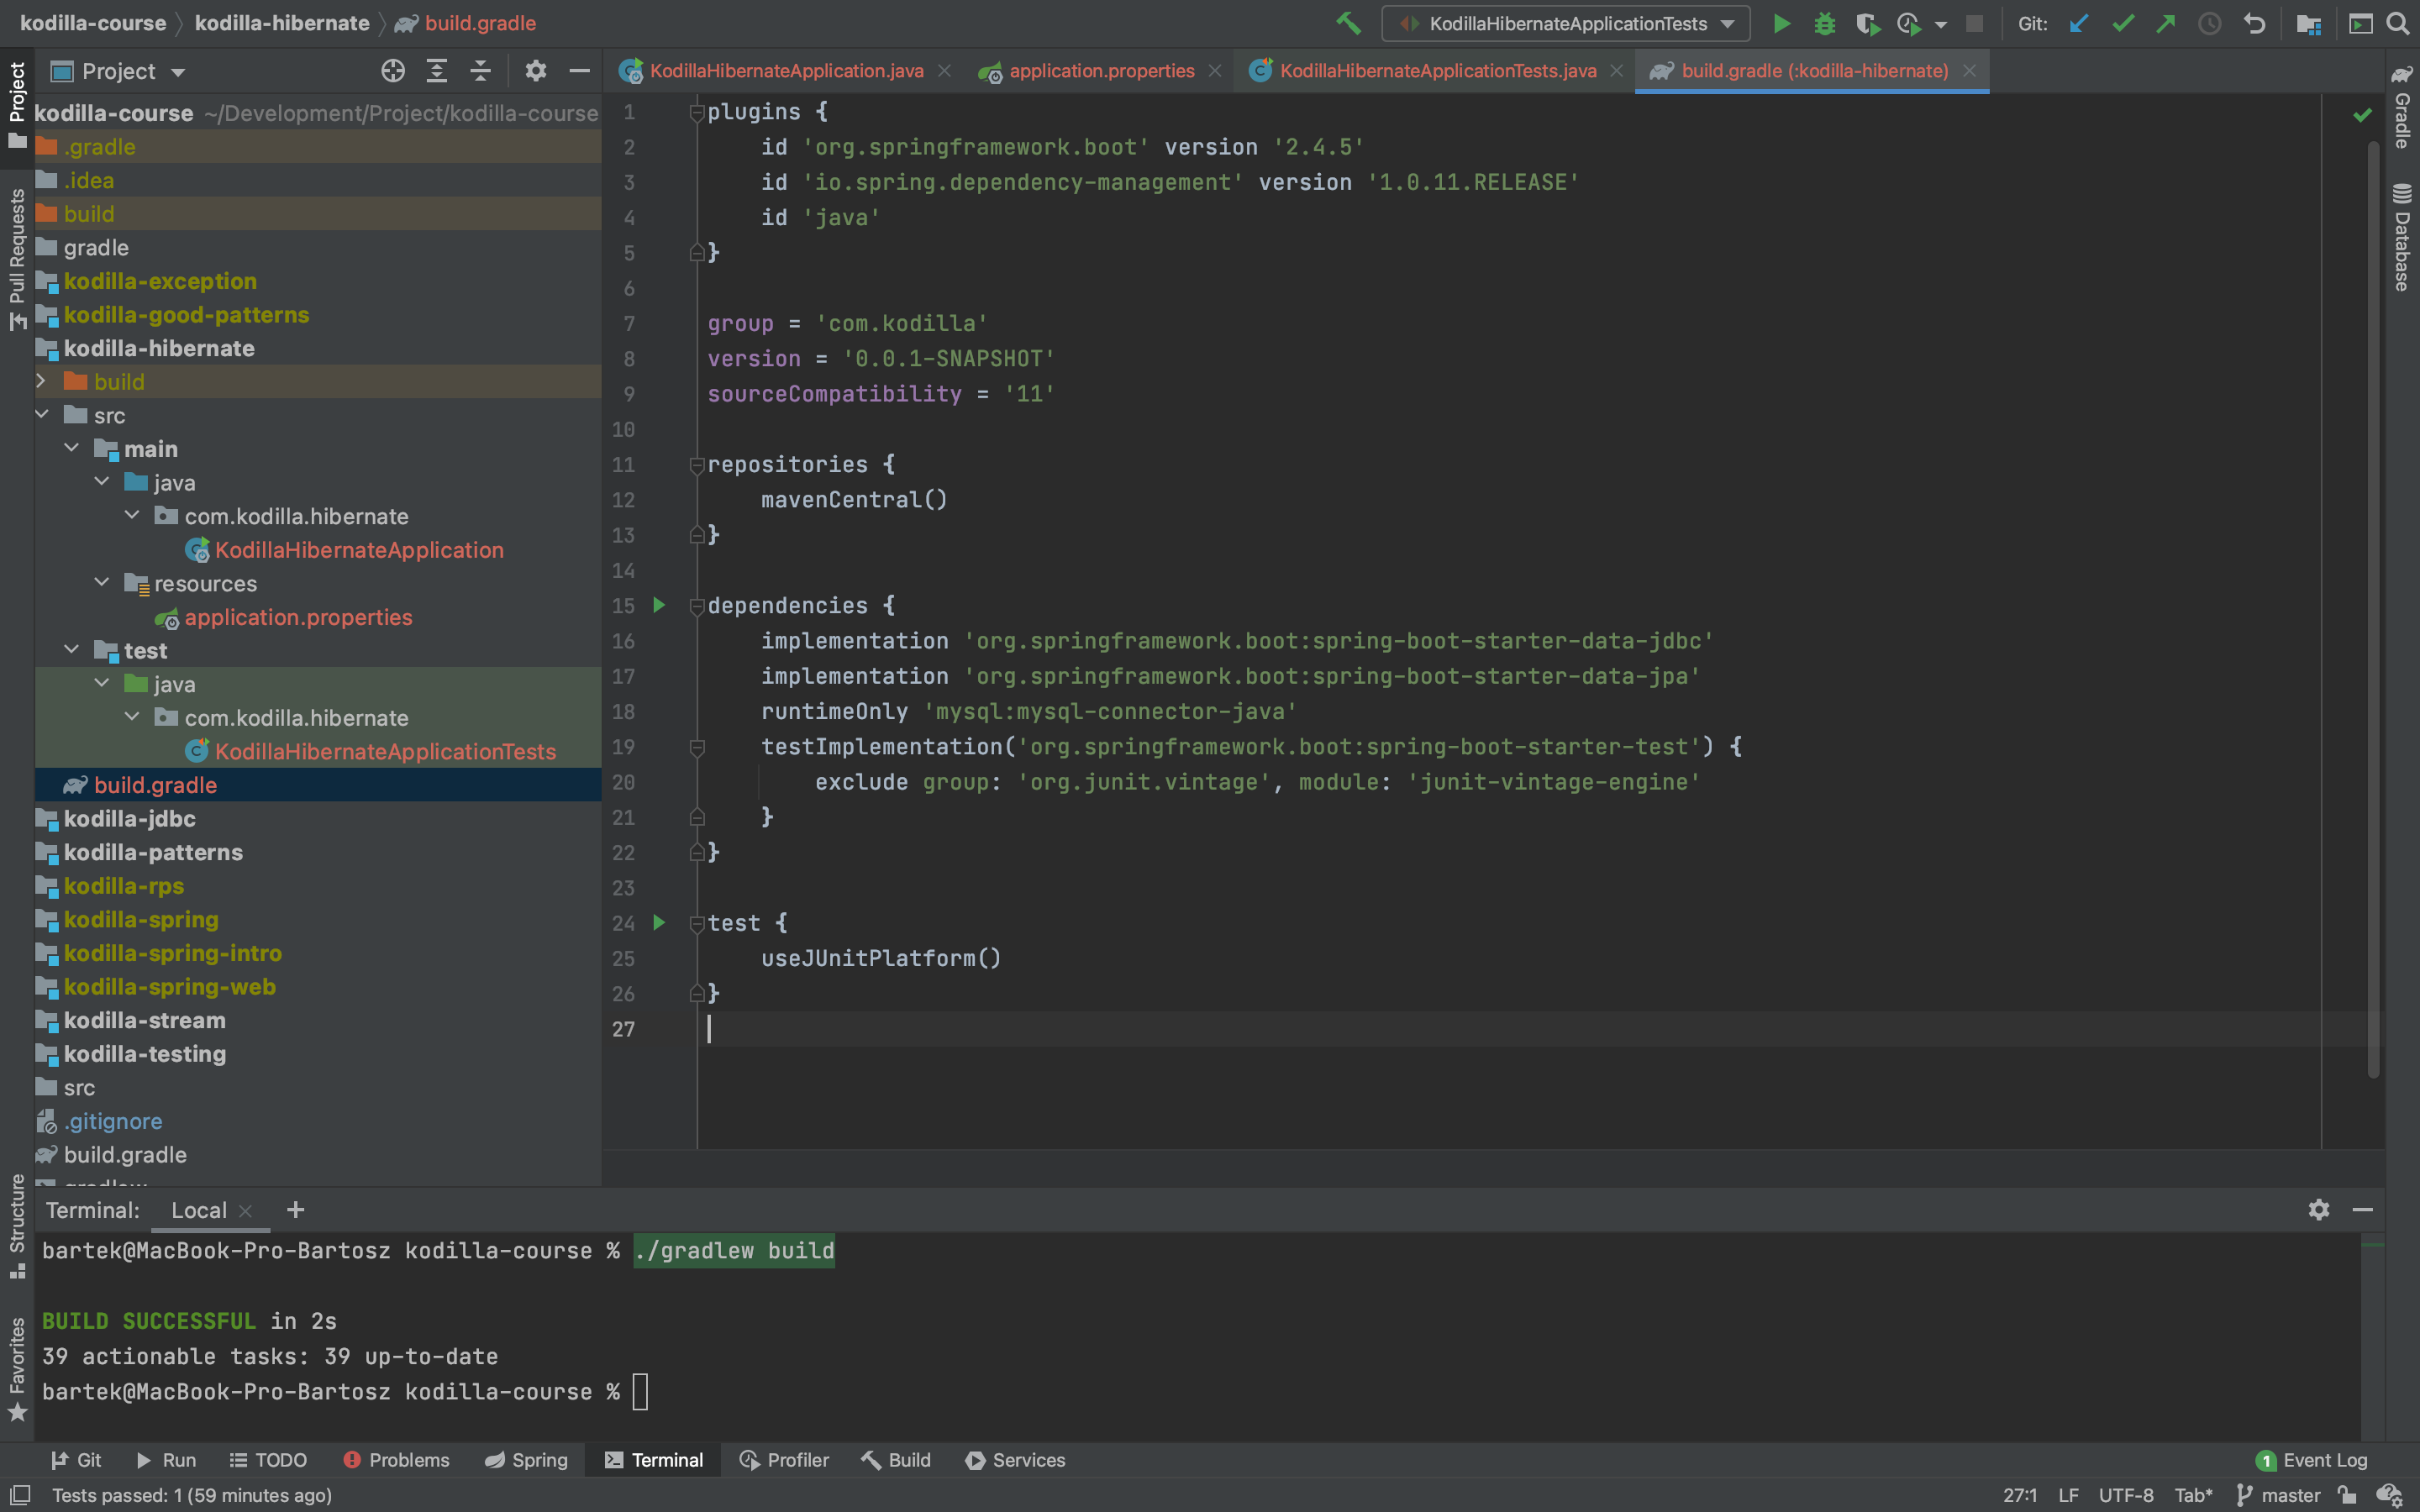 kodilla-course
kodilla-hibernate
build.gradle
KodillaHibernateApplicationTests
Git:
Project
kodilla-course ~/Development/Project/kodilla-course
.gradle
.idea
build
gradle
kodilla-exception
kodilla-good-patterns
kodilla-hibernate
build
src
main
java
com.kodilla.hibernate
KodillaHibernateApplication
resources
application.properties
test
java
com.kodilla.hibernate
KodillaHibernateApplicationTests
build.gradle
kodilla-jdbc
kodilla-patterns
kodilla-rps
kodilla-spring
kodilla-spring-intro
kodilla-spring-web
kodilla-stream
kodilla-testing
src
.gitignore
build.gradle
Project
Pull Requests
Structure
Favorites
KodillaHibernateApplication.java
application.properties
KodillaHibernateApplicationTests.java
build.gradle (:kodilla-hibernate)
1 plugins {
2 id 'org.springframework.boot' version '2.4.5'
3 id 'io.spring.dependency-management' version '1.0.11.RELEASE'
4 id 'java'
5 }
6
7 group = 'com.kodilla'
8 version = '0.0.1-SNAPSHOT'
9 sourceCompatibility = '11'
10
11 repositories {
12 mavenCentral()
13 }
14
15 dependencies {
16 implementation 'org.springframework.boot:spring-boot-starter-data-jdbc'
17 implementation 'org.springframework.boot:spring-boot-starter-data-jpa'
18 runtimeOnly 'mysql:mysql-connector-java'
19 testImplementation('org.springframework.boot:spring-boot-starter-test') {
20 exclude group: 'org.junit.vintage', module: 'junit-vintage-engine'
21 }
22 }
23
24 test {
25 useJUnitPlatform()
26 }
27
Gradle
Database
Terminal: Local
bartek@MacBook-Pro-Bartosz kodilla-course % ./gradlew build
BUILD SUCCESSFUL in 2s
39 actionable tasks: 39 up-to-date
bartek@MacBook-Pro-Bartosz kodilla-course %
Git
Run
TODO
Problems
Spring
Terminal
Profiler
Build
Services
1 Event Log
Tests passed: 1 (59 minutes ago)
27:1 LF UTF-8 Tab* master